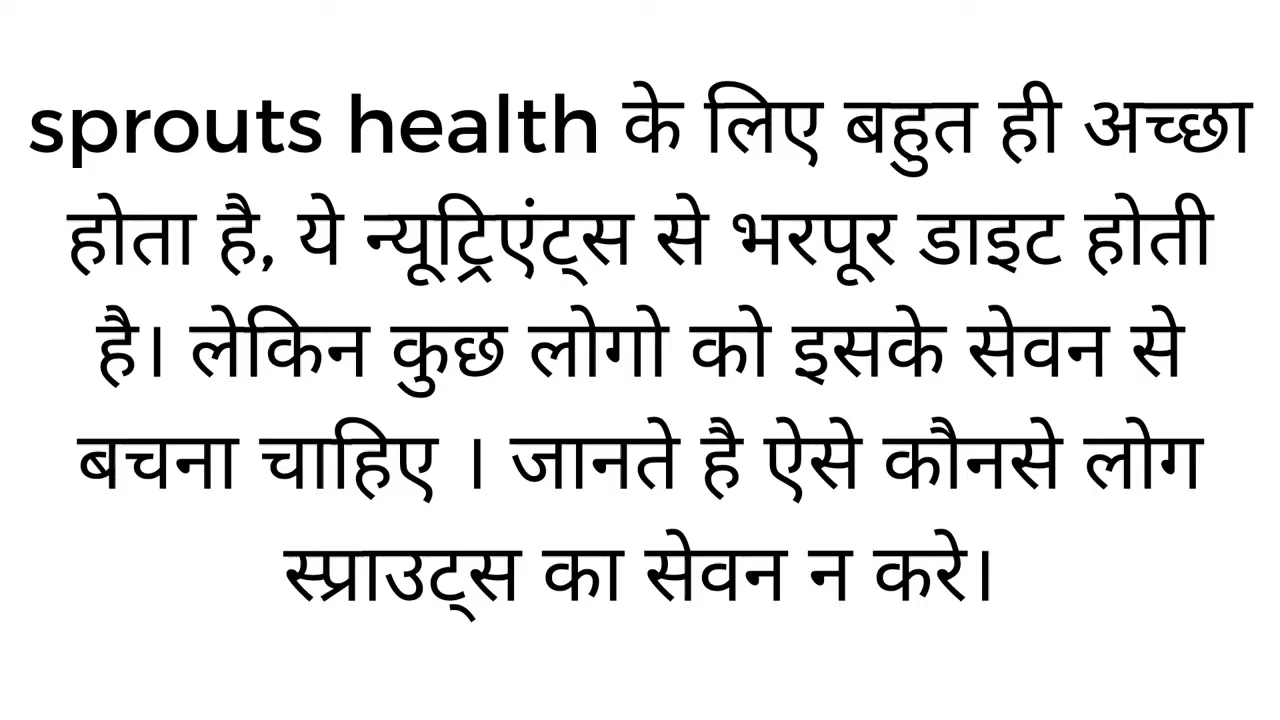 sprouts health के लिए बहुत ही अच्छा
होता है, ये न्यूट्रिएंट्स से भरपूर डाइट होती
है। लेकिन कुछ लोगो को इसके सेवन से
बचना चाहिए । जानते है ऐसे कौनसे लोग
स्प्राउट्स का सेवन न करे।